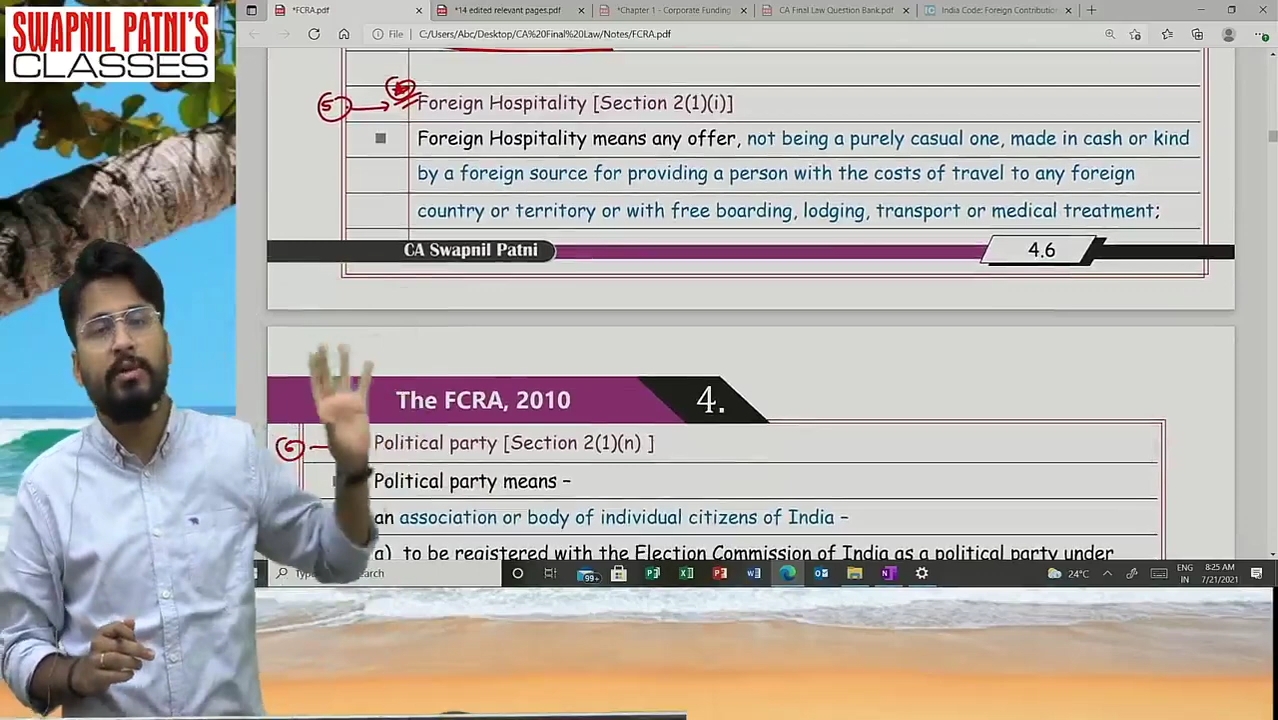 SWAPNIL PATNI'S
CLASSES
*FCRA.pdf
*14 edited relevant pages.pdf
*Chapter 1 - Corporate Funding
CA Final Law Question Bank.pdf
India Code: Foreign Contributio
File
C:/Users/Abc/Desktop/CA%20Final%20Law/Notes/FCRA.pdf
5
Foreign Hospitality [Section 2(1)(i)]
Foreign Hospitality means any offer, not being a purely casual one, made in cash or kind
by a foreign source for providing a person with the costs of travel to any foreign
country or territory or with free boarding, lodging, transport or medical treatment;
CA Swapnil Patni
4.6
The FCRA, 2010
4.
6
Political party [Section 2(1)(n) ]
Political party means –
an association or body of individual citizens of India –
a) to be registered with the Election Commission of India as a political party under
earch
99+
24°C
ENG
IN
8:25 AM
7/21/2021